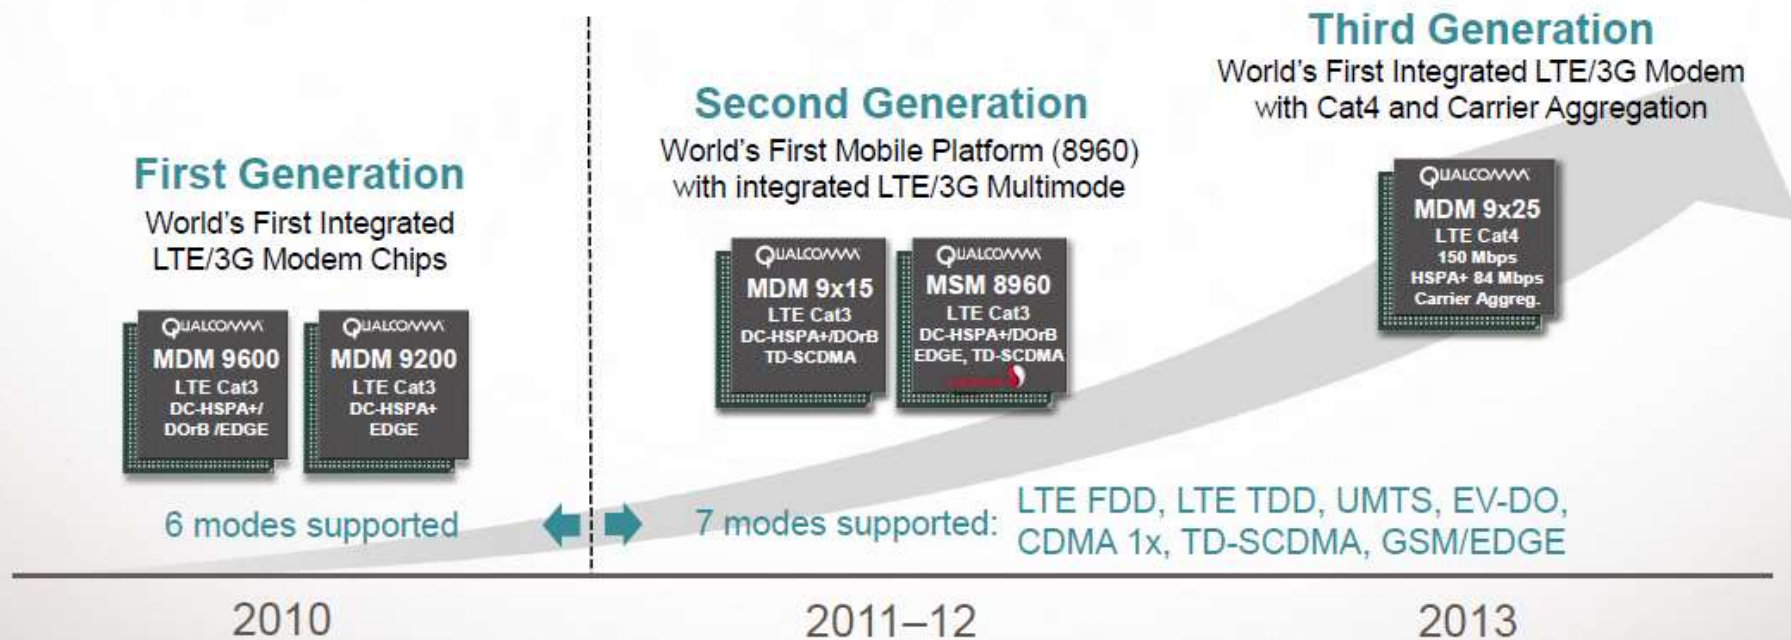 First Generation
World's First Integrated
LTE/3G Modem Chips
QUALCOMM
MDM 9600
LTE Cat3
DC-HSPA+/
DOrB /EDGE
QUALCOMM
MDM 9200
LTE Cat3
DC-HSPA+
EDGE
6 modes supported
Second Generation
World's First Mobile Platform (8960)
with integrated LTE/3G Multimode
QUALCOMM
MDM 9x15
LTE Cat3
DC-HSPA+/DOrB
TD-SCDMA
QUALCOMM
MSM 8960
LTE Cat3
DC-HSPA+/DOrB
EDGE, TD-SCDMA
Third Generation
World's First Integrated LTE/3G Modem
with Cat4 and Carrier Aggregation
QUALCOMM
MDM 9x25
LTE Cat4
150 Mbps
HSPA+ 84 Mbps
Carrier Aggreg.
7 modes supported:
LTE FDD, LTE TDD, UMTS, EV-DO,
CDMA 1x, TD-SCDMA, GSM/EDGE
2010
2011–12
2013